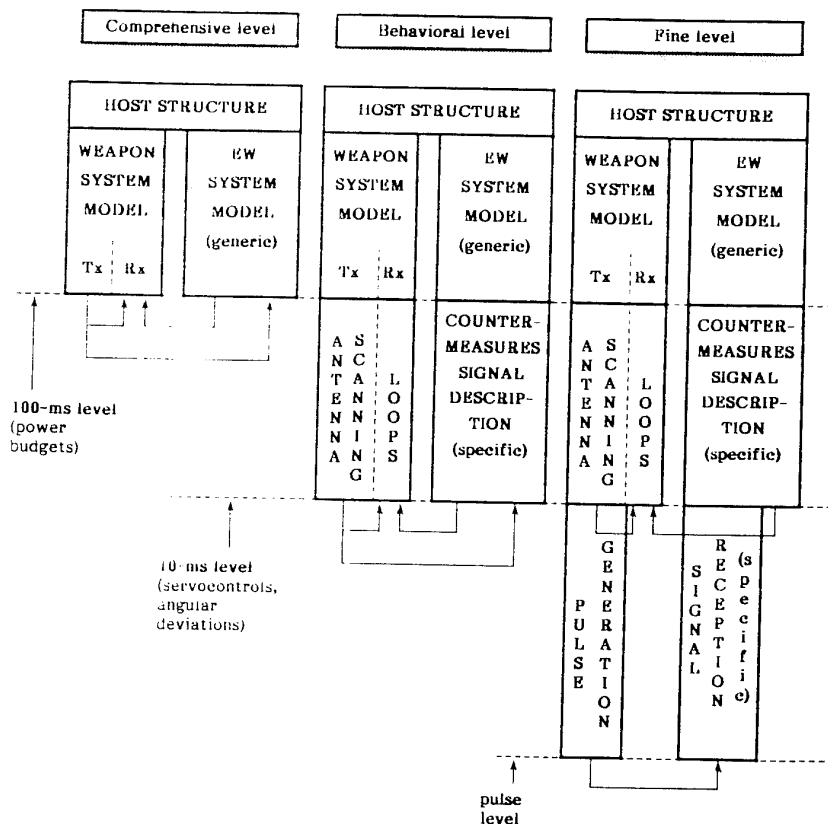 Comprehensive level
Behavioral level
Fine level
HOST STRUCTURE
WEAPON
SYSTEM
MODEL
Tx
Rx
EW
SYSTEM
MODEL
(generic)
HOST STRUCTURE
WEAPON
SYSTEM
MODEL
Tx
Rx
EW
SYSTEM
MODEL
(generic)
HOST STRUCTURE
WEAPON
SYSTEM
MODEL
Tx
Rx
EW
SYSTEM
MODEL
(generic)
100-ms level
(power
budgets)
ANTENNA
SCANNING
LOOPS
COUNTER-
MEASURES
SIGNAL
DESCRIP-
TION
(specific)
ANTENNA
SCANNING
LOOPS
COUNTER-
MEASURES
SIGNAL
DESCRIP-
TION
(specific)
10-ms level
(servocontrols,
angular
deviations)
PULSE
GENERATION
SIGNAL
RECEPTION
(specific)
pulse
level